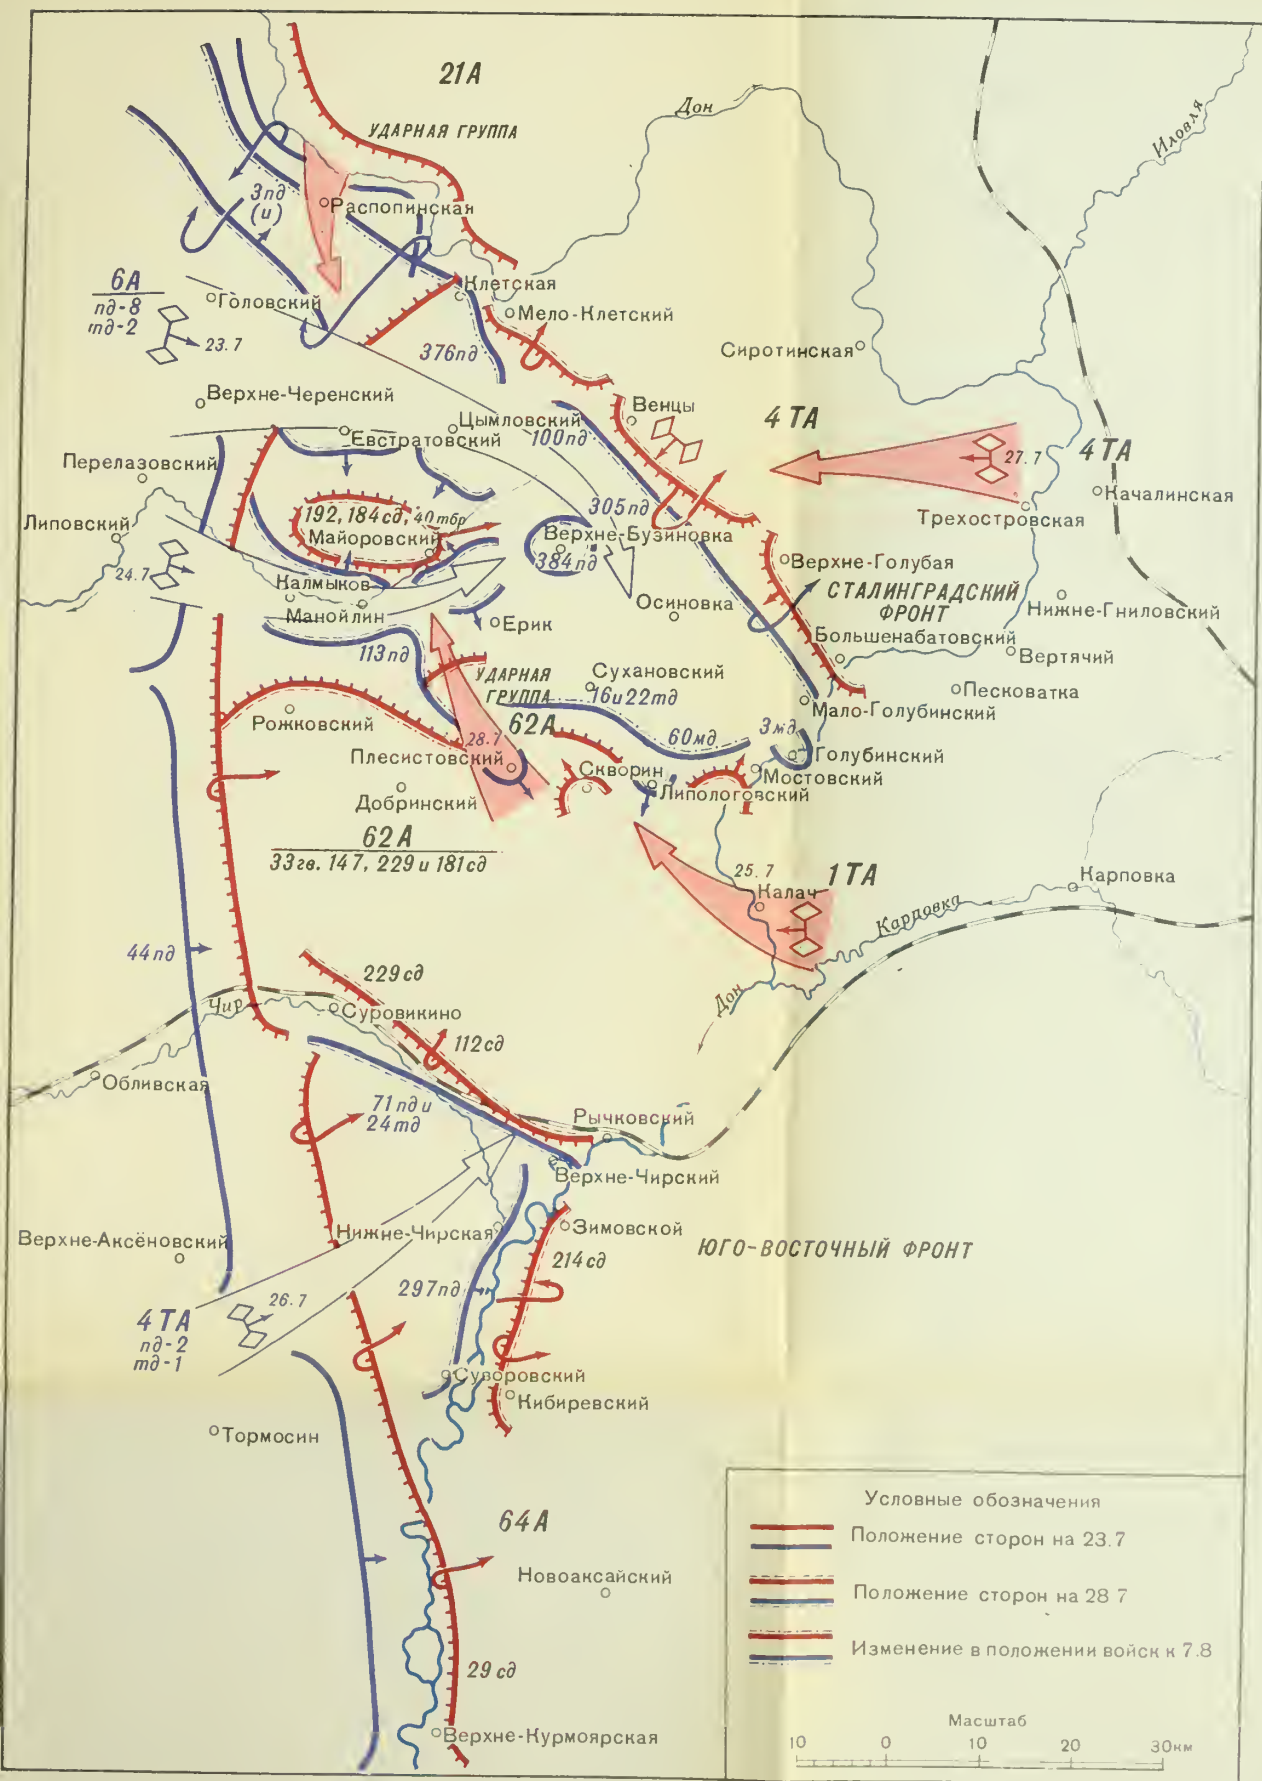 21А
УДАРНАЯ ГРУППА
Дон
Иловля
3пд
(и)
Распопинская
6А
пд-8
тд-2
23.7
Головский
Клетская
Мело-Клетский
376пд
Сиротинская
Верхне-Черенский
Венцы
4 ТА
Цымловский
Евстратовский
100пд
27.7
4 ТА
Перелазовский
Качалинская
305пд
Трехостровская
192, 184сд, 40тбр
Липовский
Майоровский
Верхне-Бузиновка
384пд
Верхне-Голубая
24.7
Калмыков
СТАЛИНГРАДСКИЙ
ФРОНТ
Осиновка
Нижне-Гниловский
Манойлин
Ерик
Большенабатовский
113пд
Вертячий
УДАРНАЯ
ГРУППА
Сухановский
16и22тд
Песковатка
62А
Мало-Голубинский
Рожковский
60мд
3мд
28.7
Плесистовский
Голубинский
Скворин
Мостовский
Добринский
Липологовский
62А
33гв. 147, 229 и 181сд
25.7
1 ТА
Калач
Карповка
Карповка
44пд
229сд
Дон
Чир
Суровикино
112сд
Обливская
71пд и
24тд
Рычковский
Верхне-Чирский
Нижне-Чирская
Зимовской
Верхне-Аксёновский
ЮГО-ВОСТОЧНЫЙ ФРОНТ
214сд
297пд
26.7
4 ТА
пд-2
тд-1
Суворовский
Кибиревский
Тормосин
64А
Новоаксайский
29сд
Верхне-Курмоярская
Условные обозначения
Положение сторон на 23.7
Положение сторон на 28 7
Изменение в положении войск к 7.8
Масштаб
10 0 10 20 30км